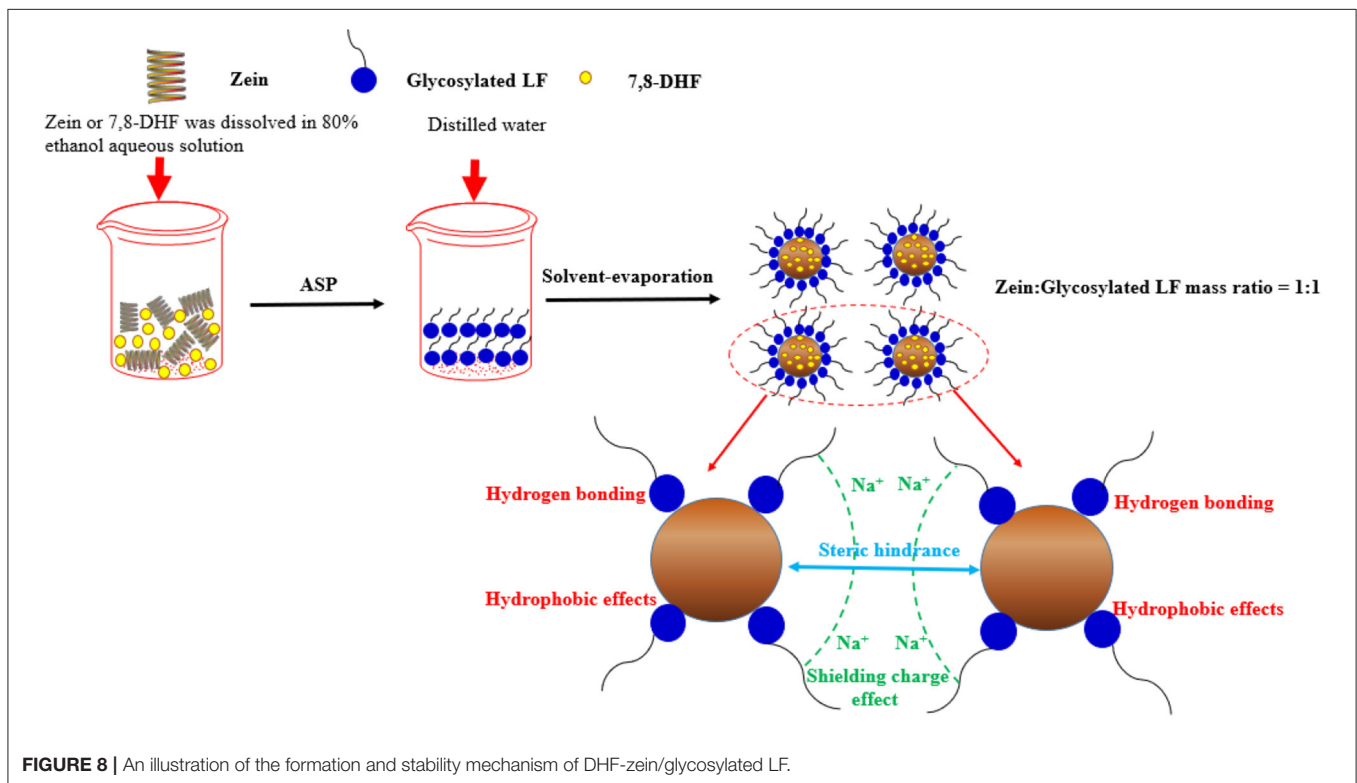 Zein
Glycosylated LF
7,8-DHF
Zein or 7,8-DHF was dissolved in 80%
ethanol aqueous solution
Distilled water
ASP
Solvent-evaporation
Zein:Glycosylated LF mass ratio = 1:1
Hydrogen bonding
Na⁺ Na⁺
Hydrogen bonding
Steric hindrance
Hydrophobic effects
Hydrophobic effects
Na⁺ Na⁺
Shielding charge
effect
FIGURE 8 | An illustration of the formation and stability mechanism of DHF-zein/glycosylated LF.